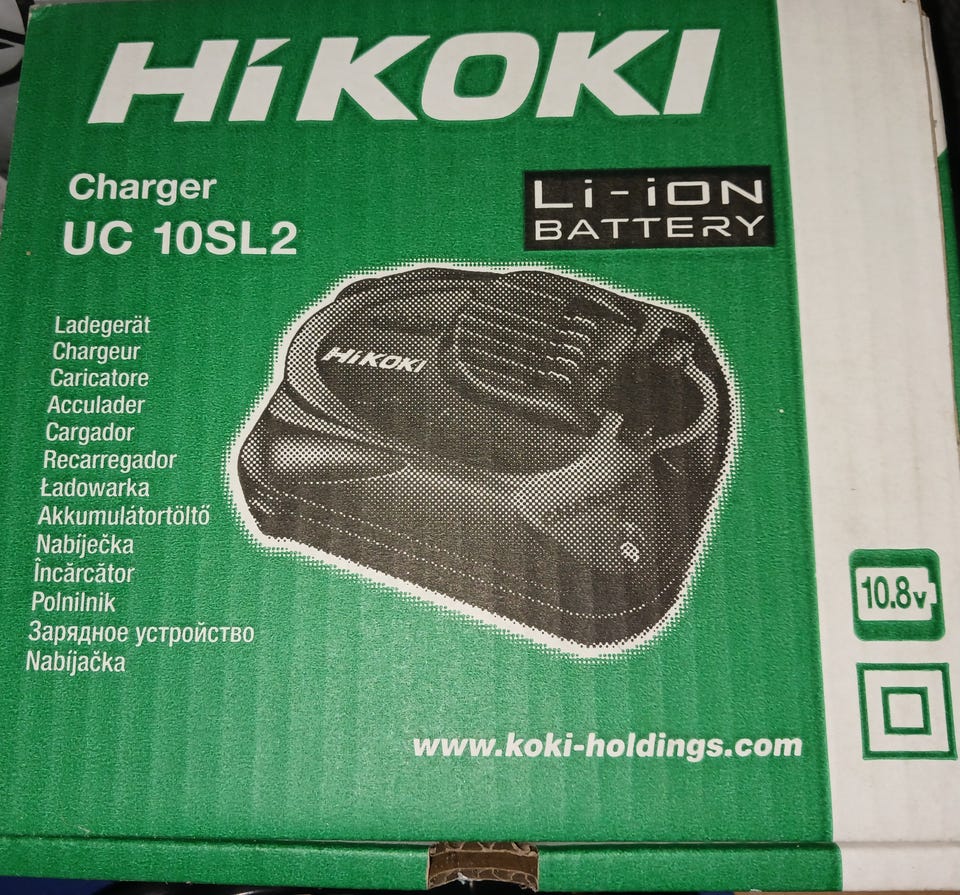 HiKOKI
Charger
UC 10SL2
Li-iON
BATTERY
HiKOKI
Ladegerät
Chargeur
Caricatore
Acculader
Cargador
Recarregador
Ładowarka
Akkumulátortöltő
Nabíječka
Încărcător
Polnilnik
Зарядное устройство
Nabíjačka
10.8v
www.koki-holdings.com